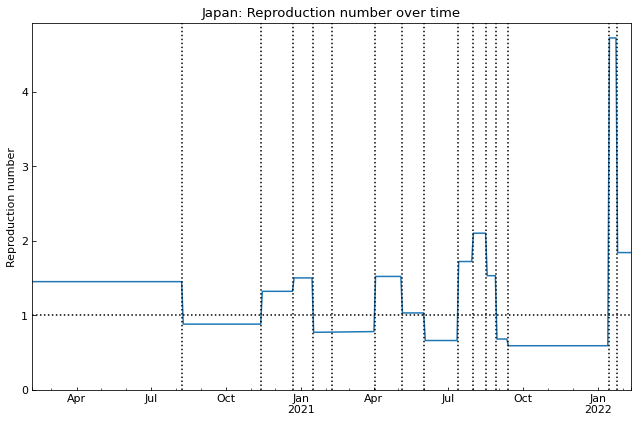 Japan: Reproduction number over time
Reproduction number
4
3
2
1
0
Apr
Jul
Oct
Jan
2021
Apr
Jul
Oct
Jan
2022